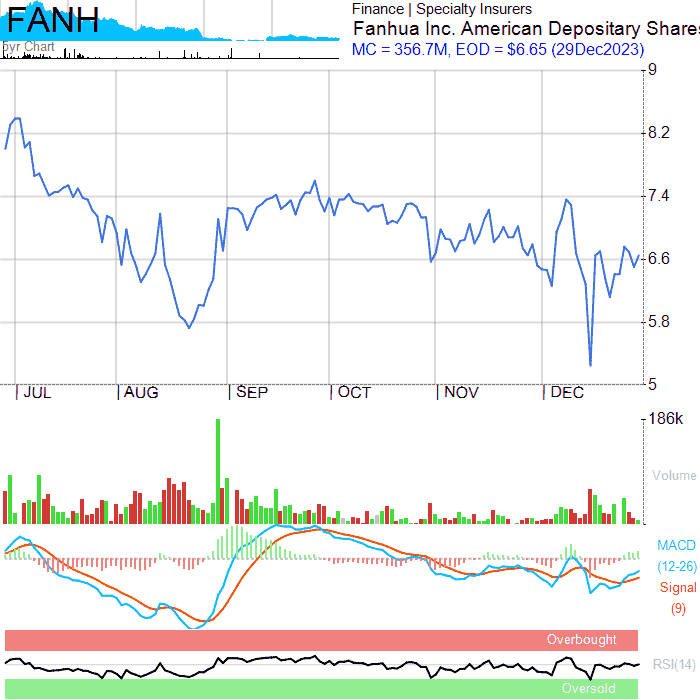 FANH
5yr Chart
Finance | Specialty Insurers
Fanhua Inc. American Depositary Shares
MC = 356.7M, EOD = $6.65 (29Dec2023)
9
8.2
7.4
6.6
5.8
5
JUL AUG SEP OCT NOV DEC
186k
Volume
MACD
(12-26)
Signal
(9)
Overbought
RSI(14)
Oversold